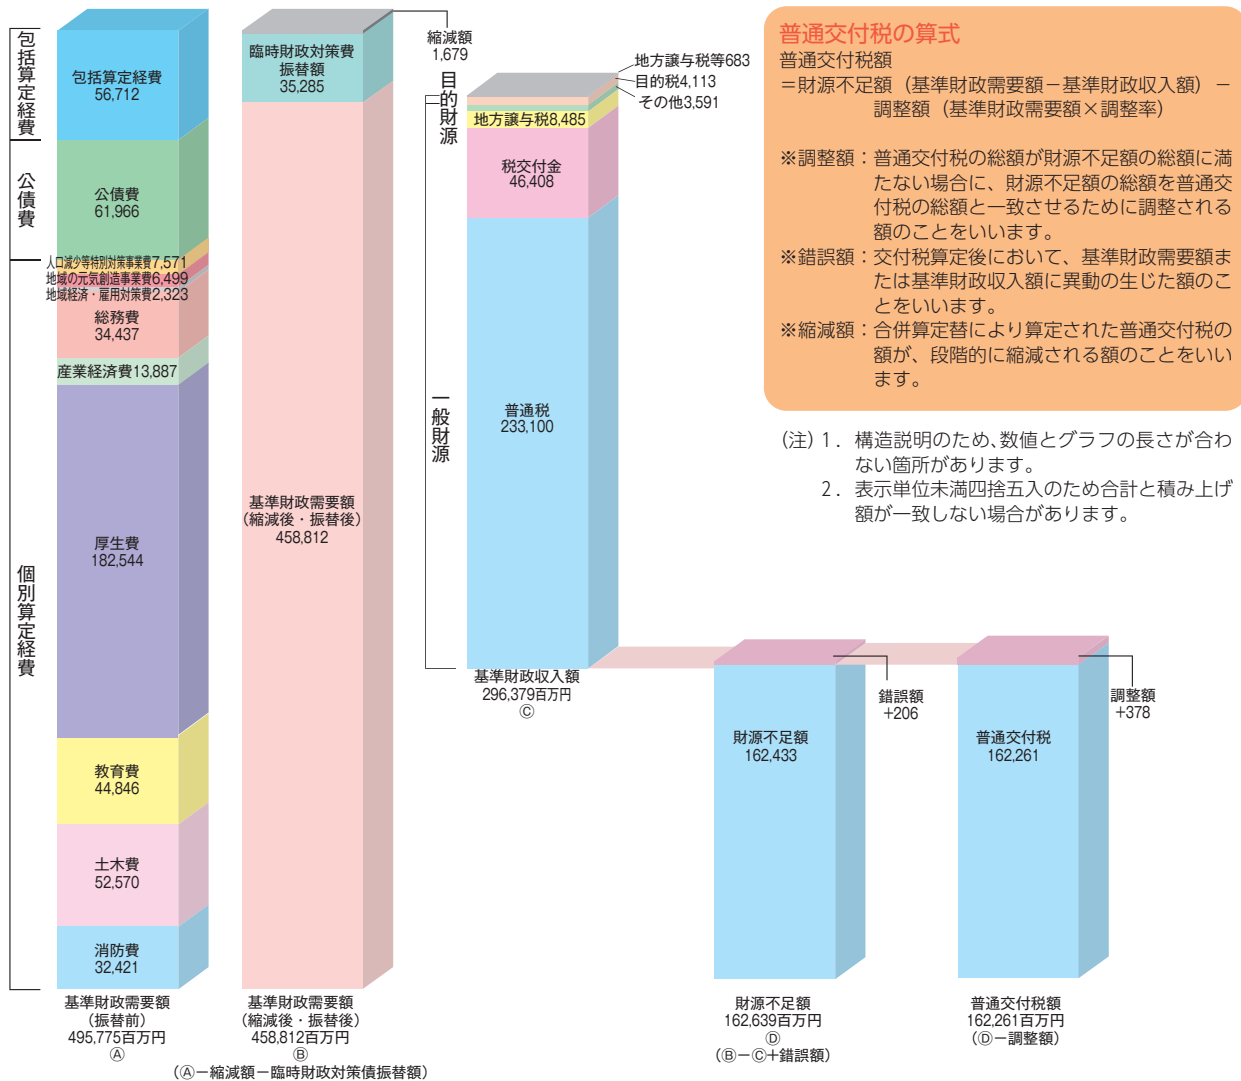 包括算定経費
公債費
個別算定経費
包括算定経費
56,712
公債費
61,966
人口減少等特別対策事業費7,571
地域の元気創造事業費6,499
地域経済・雇用対策費2,323
総務費
34,437
産業経済費13,887
厚生費
182,544
教育費
44,846
土木費
52,570
消防費
32,421
基準財政需要額
(振替前)
495,775百万円
Ⓐ
臨時財政対策費
振替額
35,285
縮減額
1,679
基準財政需要額
(縮減後・振替後)
458,812
基準財政需要額
(縮減後・振替後)
458,812百万円
Ⓑ
(Ⓐー縮減額ー臨時財政対策債振替額)
目的財源
一般財源
地方譲与税等683
目的税4,113
その他3,591
地方譲与税8,485
税交付金
46,408
普通税
233,100
基準財政収入額
296,379百万円
Ⓒ
錯誤額
+206
財源不足額
162,433
財源不足額
162,639百万円
Ⓓ
(ⒷーⒸ+錯誤額)
調整額
+378
普通交付税
162,261
普通交付税額
162,261百万円
(Ⓓー調整額)
普通交付税の算式
普通交付税額
=財源不足額(基準財政需要額-基準財政収入額)-
調整額(基準財政需要額×調整率)
※調整額:普通交付税の総額が財源不足額の総額に満
たない場合に、財源不足額の総額を普通交
付税の総額と一致させるために調整される
額のことをいいます。
※錯誤額:交付税算定後において、基準財政需要額ま
たは基準財政収入額に異動の生じた額のこ
とをいいます。
※縮減額:合併算定替により算定された普通交付税の
額が、段階的に縮減される額のことをいい
ます。
(注)1.構造説明のため、数値とグラフの長さが合わ
ない箇所があります。
2.表示単位未満四捨五入のため合計と積み上げ
額が一致しない場合があります。